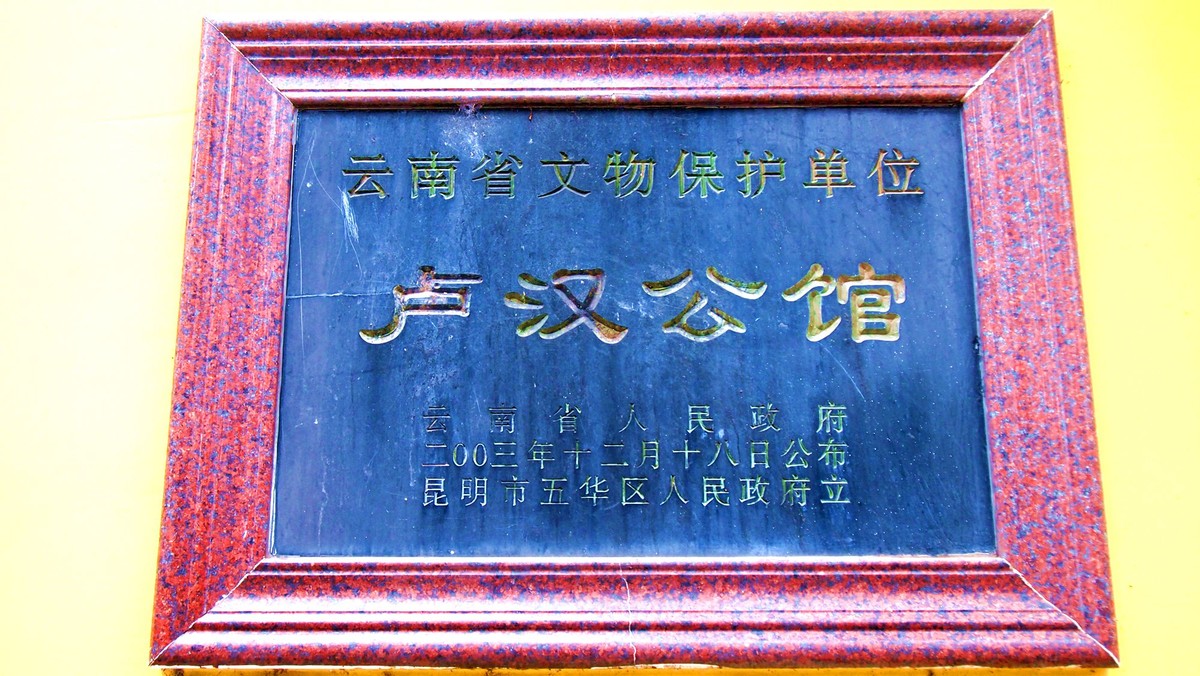 云南省文物保护单位
卢汉公馆
云南省人民政府
二00三年十二月十八日公布
昆明市五华区人民政府立